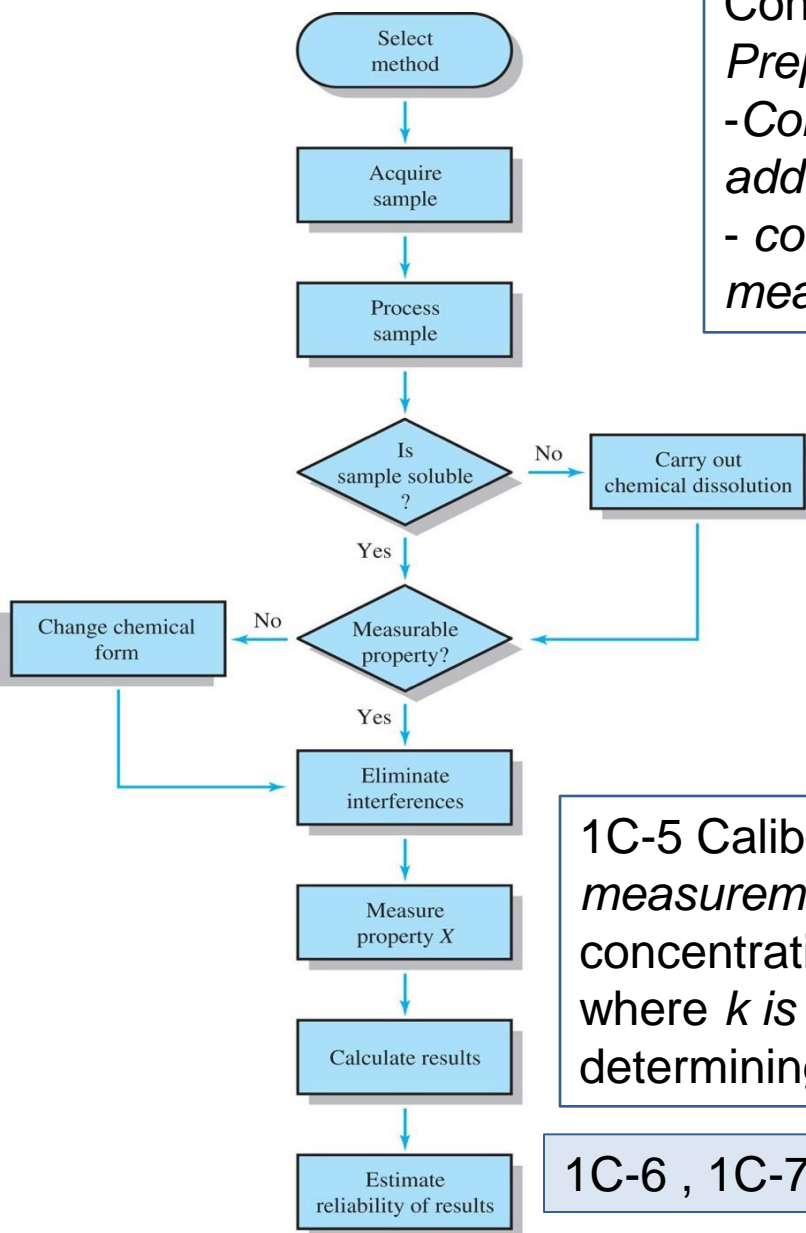 Select
method
Acquire
sample
Process
sample
Is
sample soluble
?
No
Carry out
chemical dissolution
Yes
Measurable
property?
No
Change chemical
form
Yes
Eliminate
interferences
Measure
property X
Calculate results
Estimate
reliability of results
Prep
add
- co
mea
1C-5 Calib
measurem
concentrati
where k is
determining
1C-6 , 1C-7